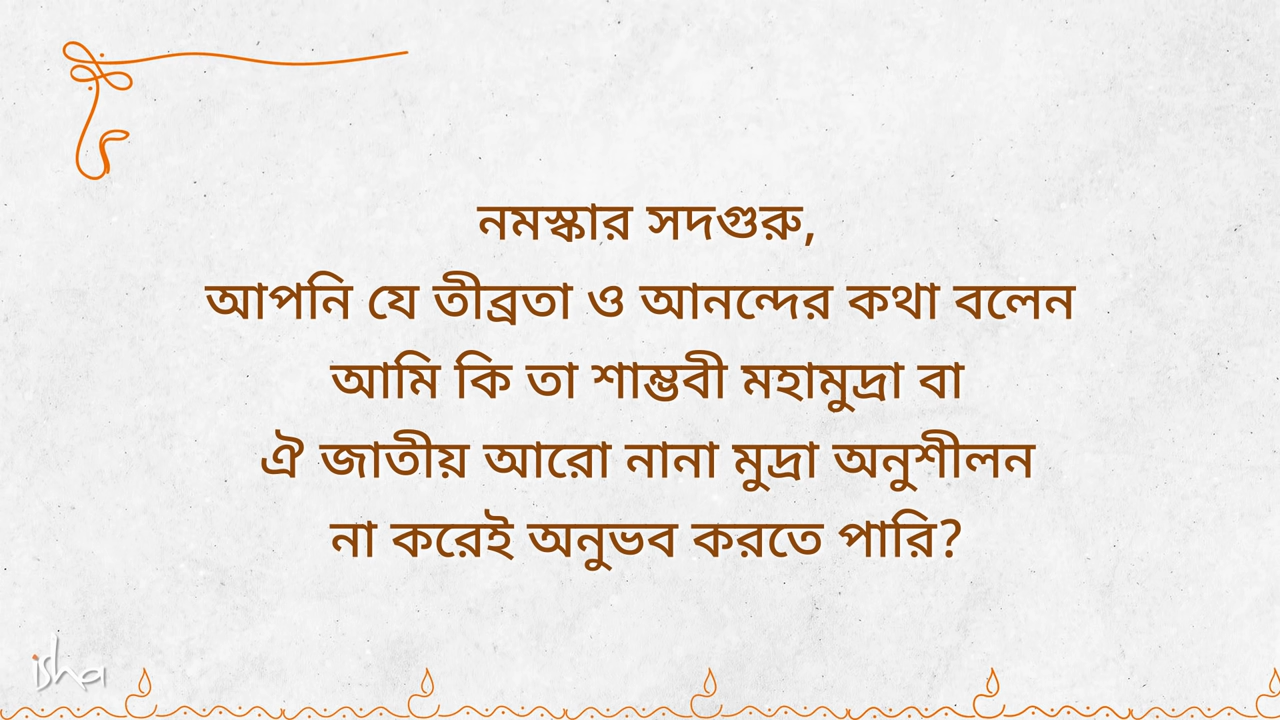 নমস্কার সদগুরু,
আপনি যে তীব্রতা ও আনন্দের কথা বলেন
আমি কি তা শাম্ভবী মহামুদ্রা বা
ঐ জাতীয় আরো নানা মুদ্রা অনুশীলন
না করেই অনুভব করতে পারি?
isha